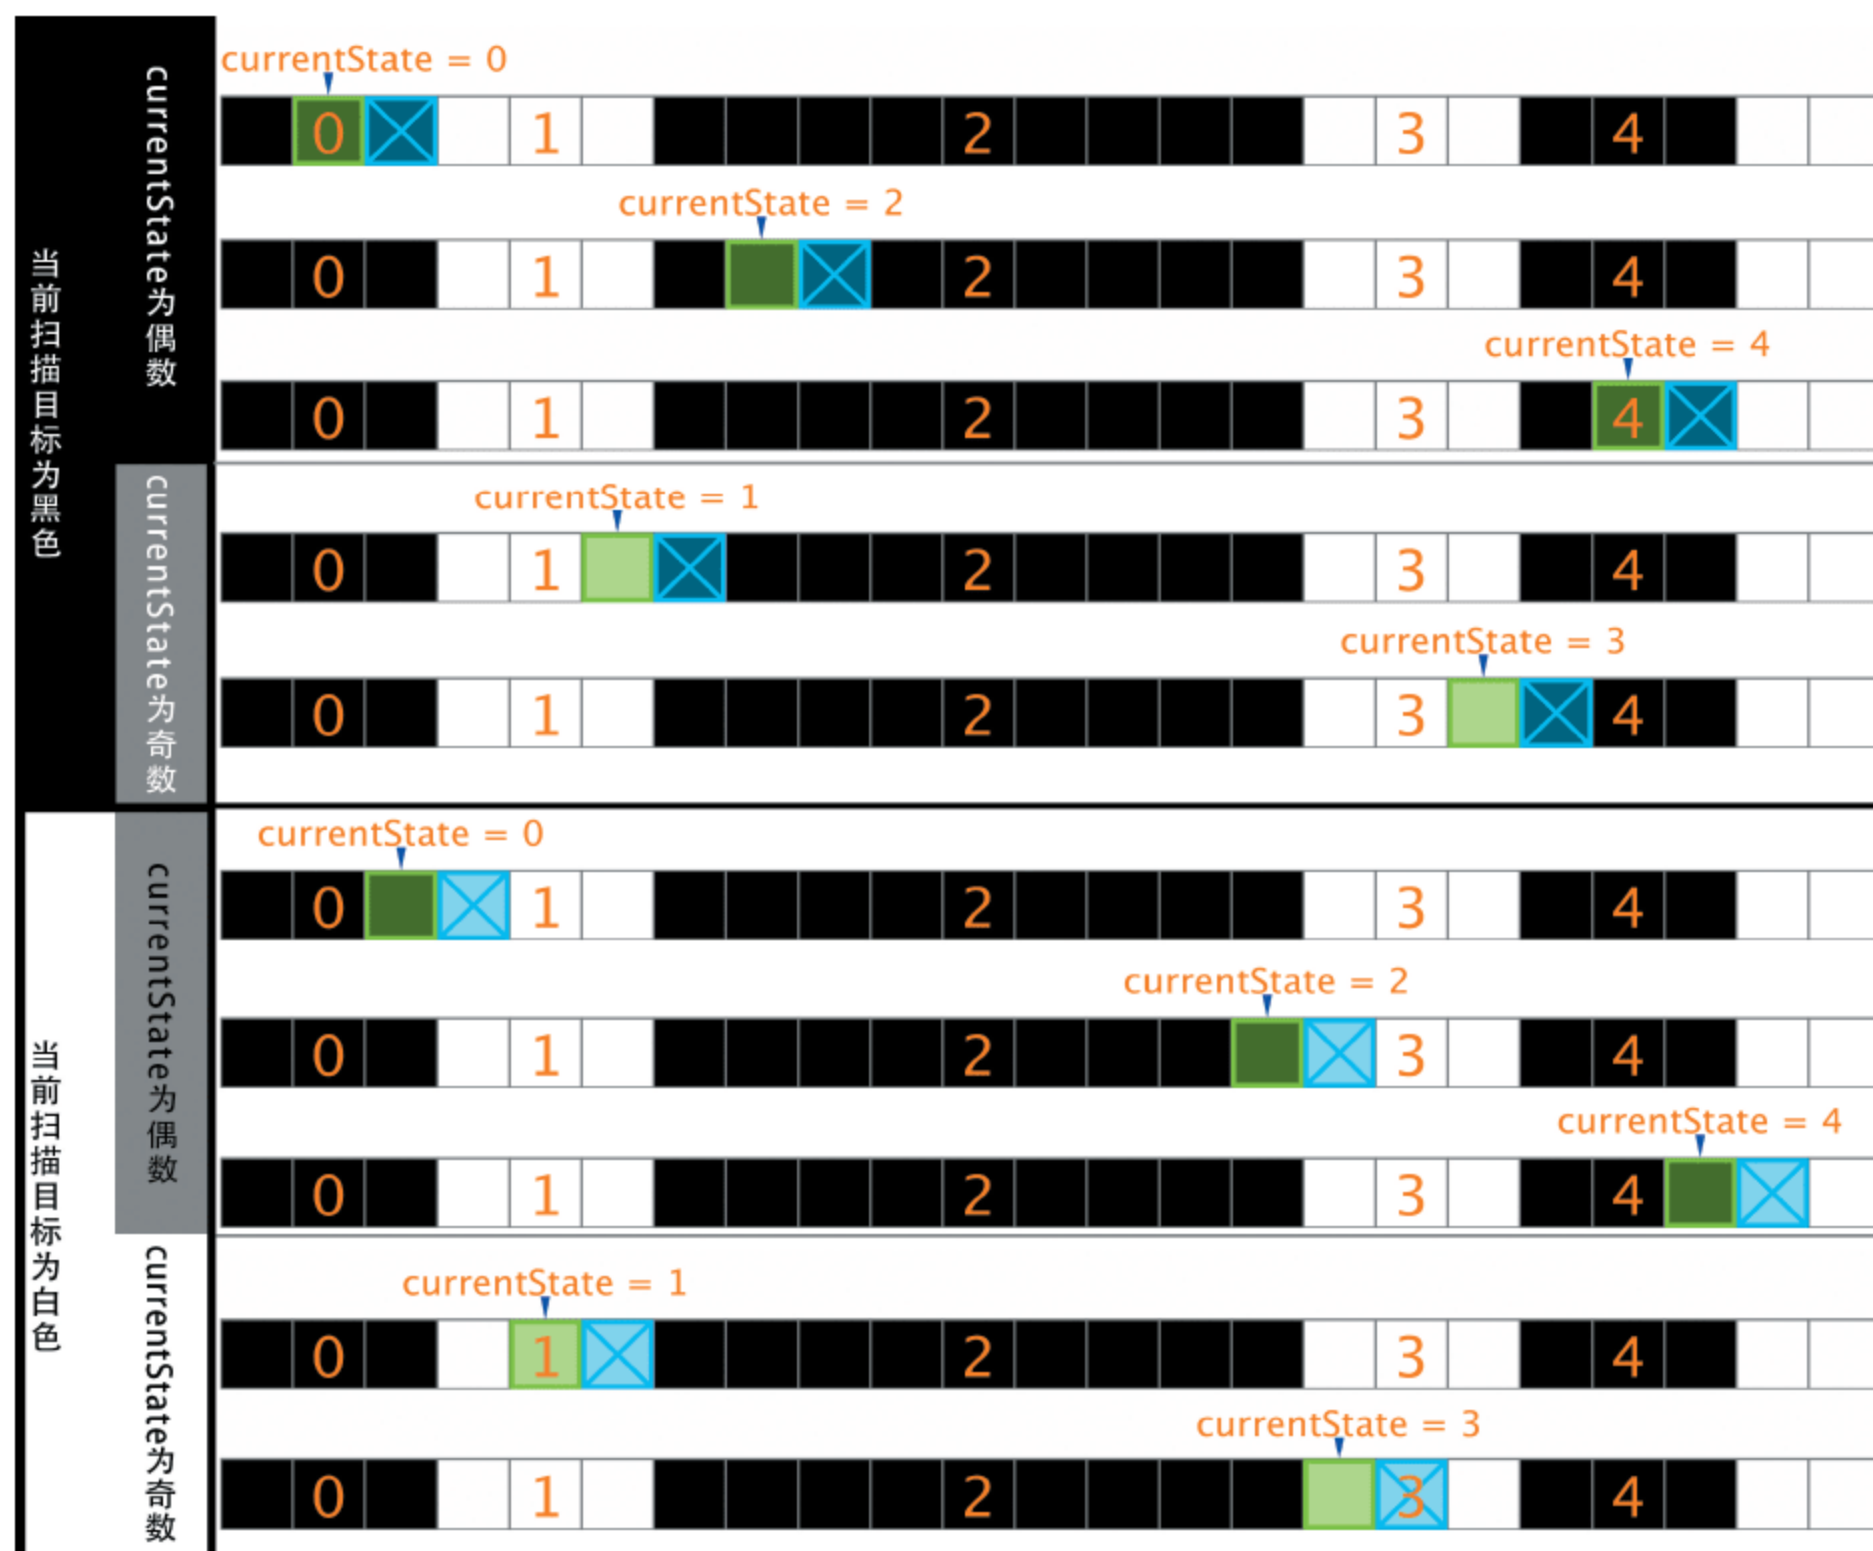 当前扫描目标为黑色
currentState为偶数
currentState = 0
0 1 2 3 4
currentState = 2
0 1 2 3 4
currentState = 4
0 1 2 3 4
currentState为奇数
currentState = 1
0 1 2 3 4
currentState = 3
0 1 2 3 4
当前扫描目标为白色
currentState为偶数
currentState = 0
0 1 2 3 4
currentState = 2
0 1 2 3 4
currentState = 4
0 1 2 3 4
currentState为奇数
currentState = 1
0 1 2 3 4
currentState = 3
0 1 2 3 4